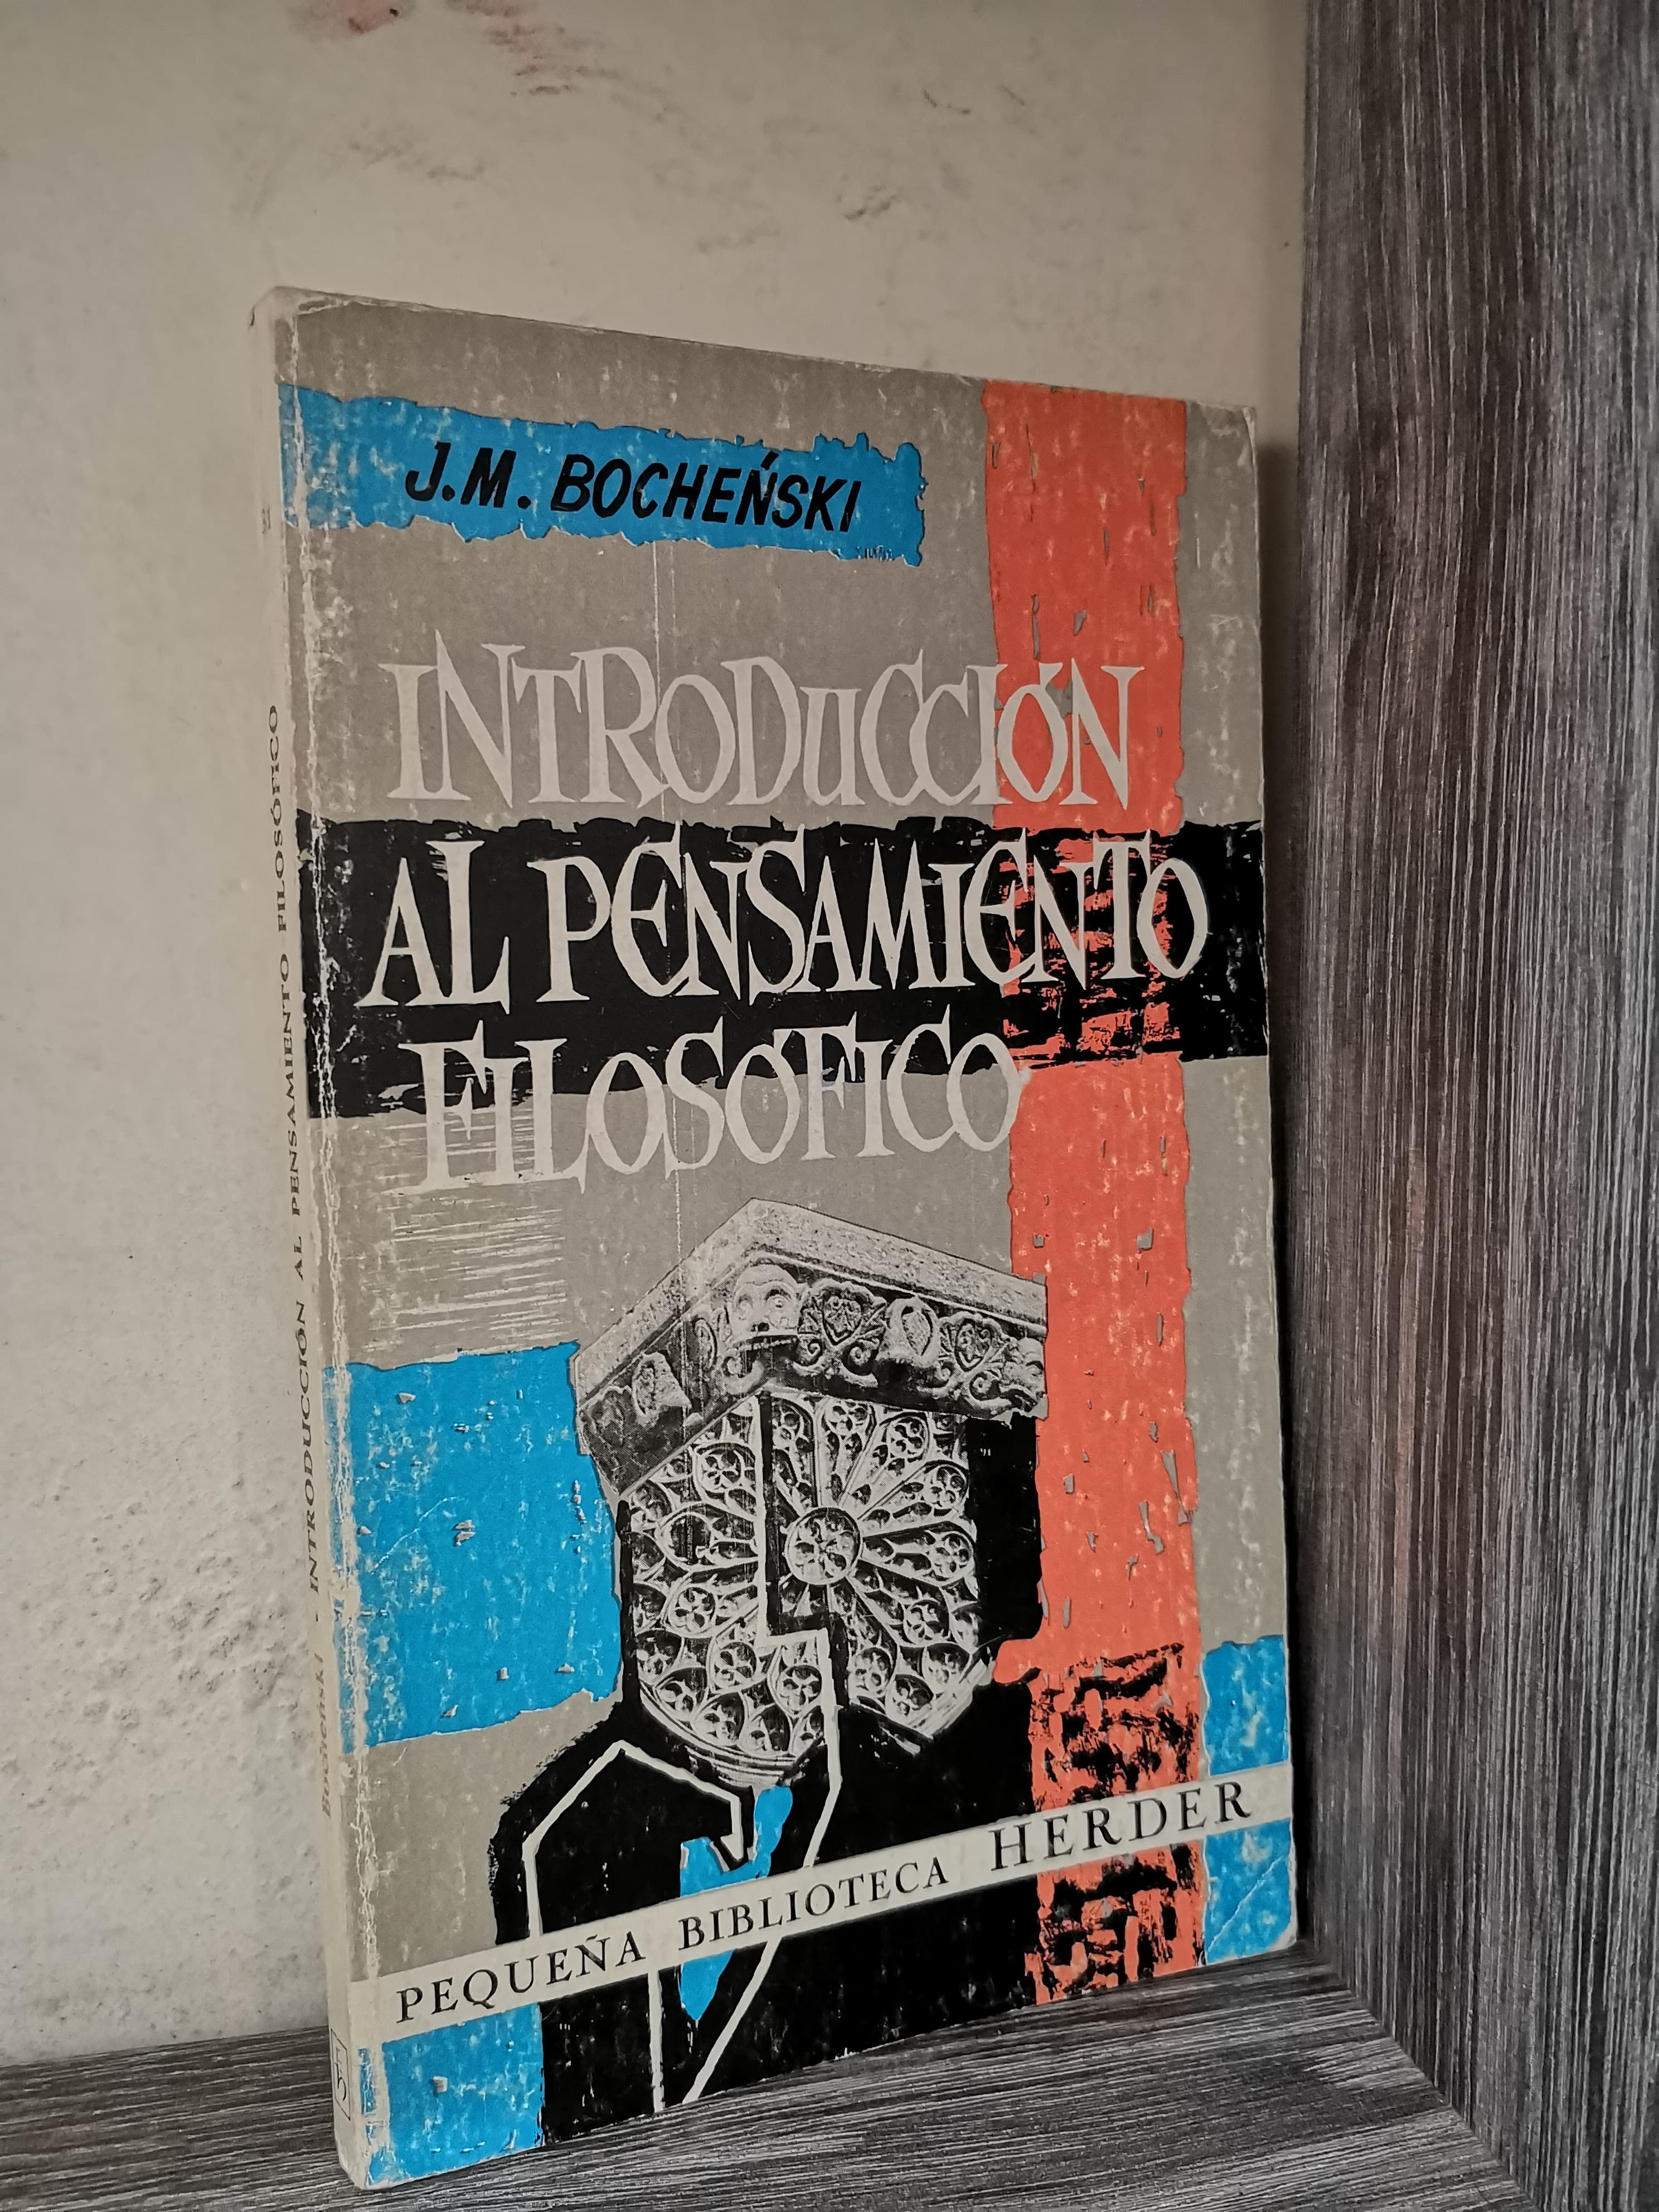 J.M. BOCHEŃSKI
INTRODUCCIÓN
AL PENSAMIENTO
FILOSÓFICO
PEQUEÑA BIBLIOTECA HERDER
Bocheński - INTRODUCCIÓN AL PENSAMIENTO FILOSÓFICO